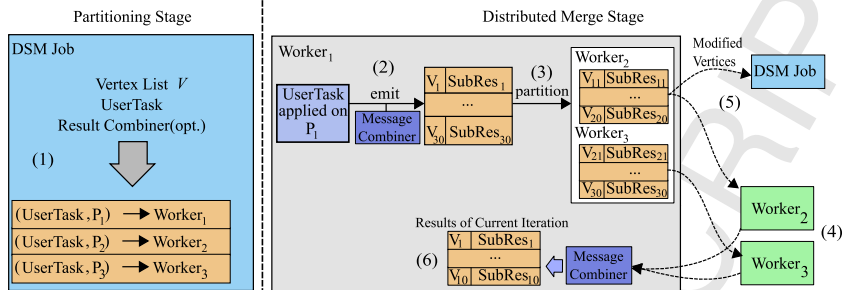 Partitioning Stage
DSM Job
Vertex List V
UserTask
Result Combiner(opt.)
(1)
(UserTask, P1) → Worker1
(UserTask, P2) → Worker2
(UserTask, P3) → Worker3
Distributed Merge Stage
Worker1
UserTask
applied on
P1
(2)
emit
Message
Combiner
V1 SubRes1
...
V30 SubRes30
(3)
partition
Worker2
V11 SubRes11
...
V20 SubRes20
Worker3
V21 SubRes21
...
V30 SubRes30
Modified
Vertices
DSM Job
(5)
Worker2
(4)
Worker3
Message
Combiner
Results of Current Iteration
(6)
V1 SubRes1
...
V10 SubRes10
CRIP